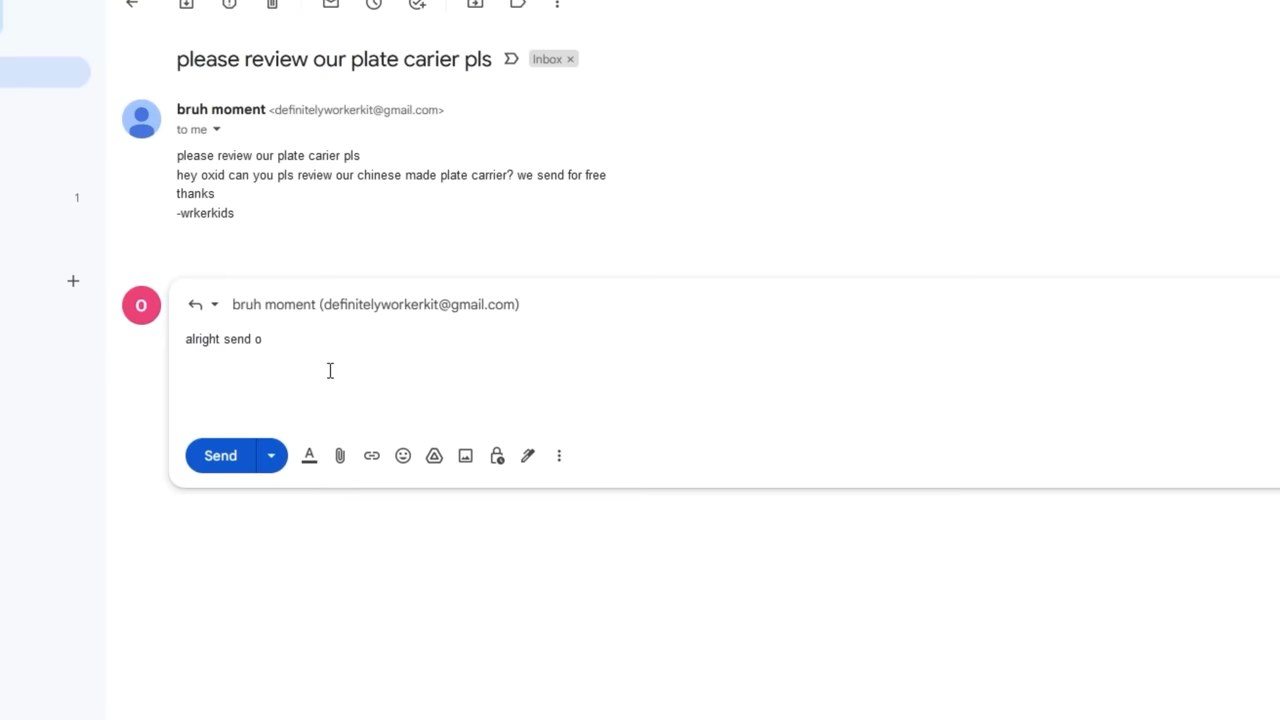 please review our plate carier pls
Inbox ×
bruh moment <definitelyworkerkit@gmail.com>
to me
please review our plate carier pls
hey oxid can you pls review our chinese made plate carrier? we send for free
thanks
-wrkerkids
1
O
bruh moment (definitelyworkerkit@gmail.com)
alright send o
Send